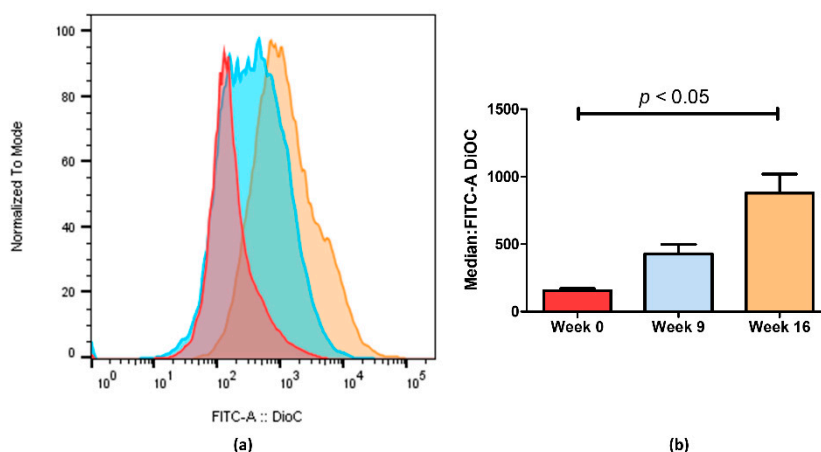 100
80
60
40
20
0
Normalized To Mode
10^0 10^1 10^2 10^3 10^4 10^5
FITC-A :: DioC
(a)
p < 0.05
1500
1000
500
0
Median:FITC-A DiOC
Week 0 Week 9 Week 16
(b)